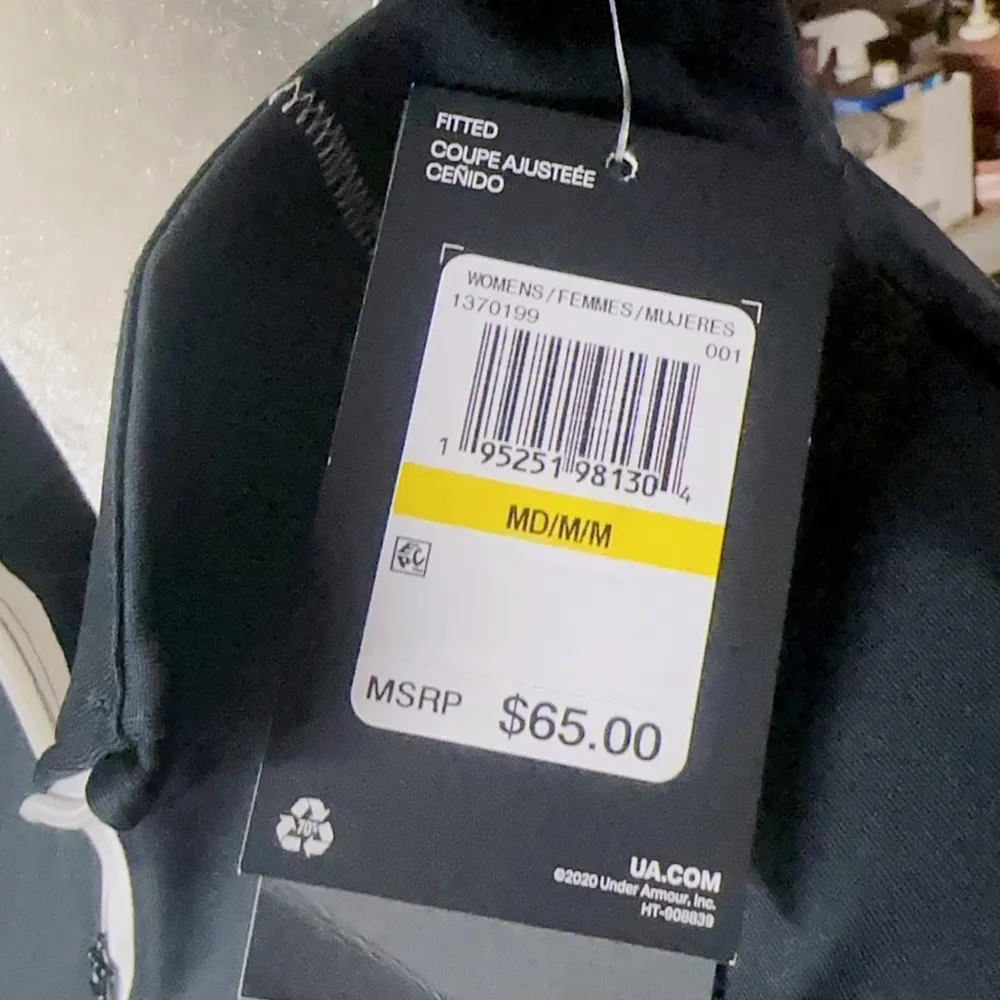 FITTED
COUPE AJUSTEÉE
CEÑIDO
WOMENS/FEMMES/MUJERES
1370199
001
1 95251 98130 4
MD/M/M
MSRP $65.00
70%
UA.COM
©2020 Under Armour, Inc.
HT-908839